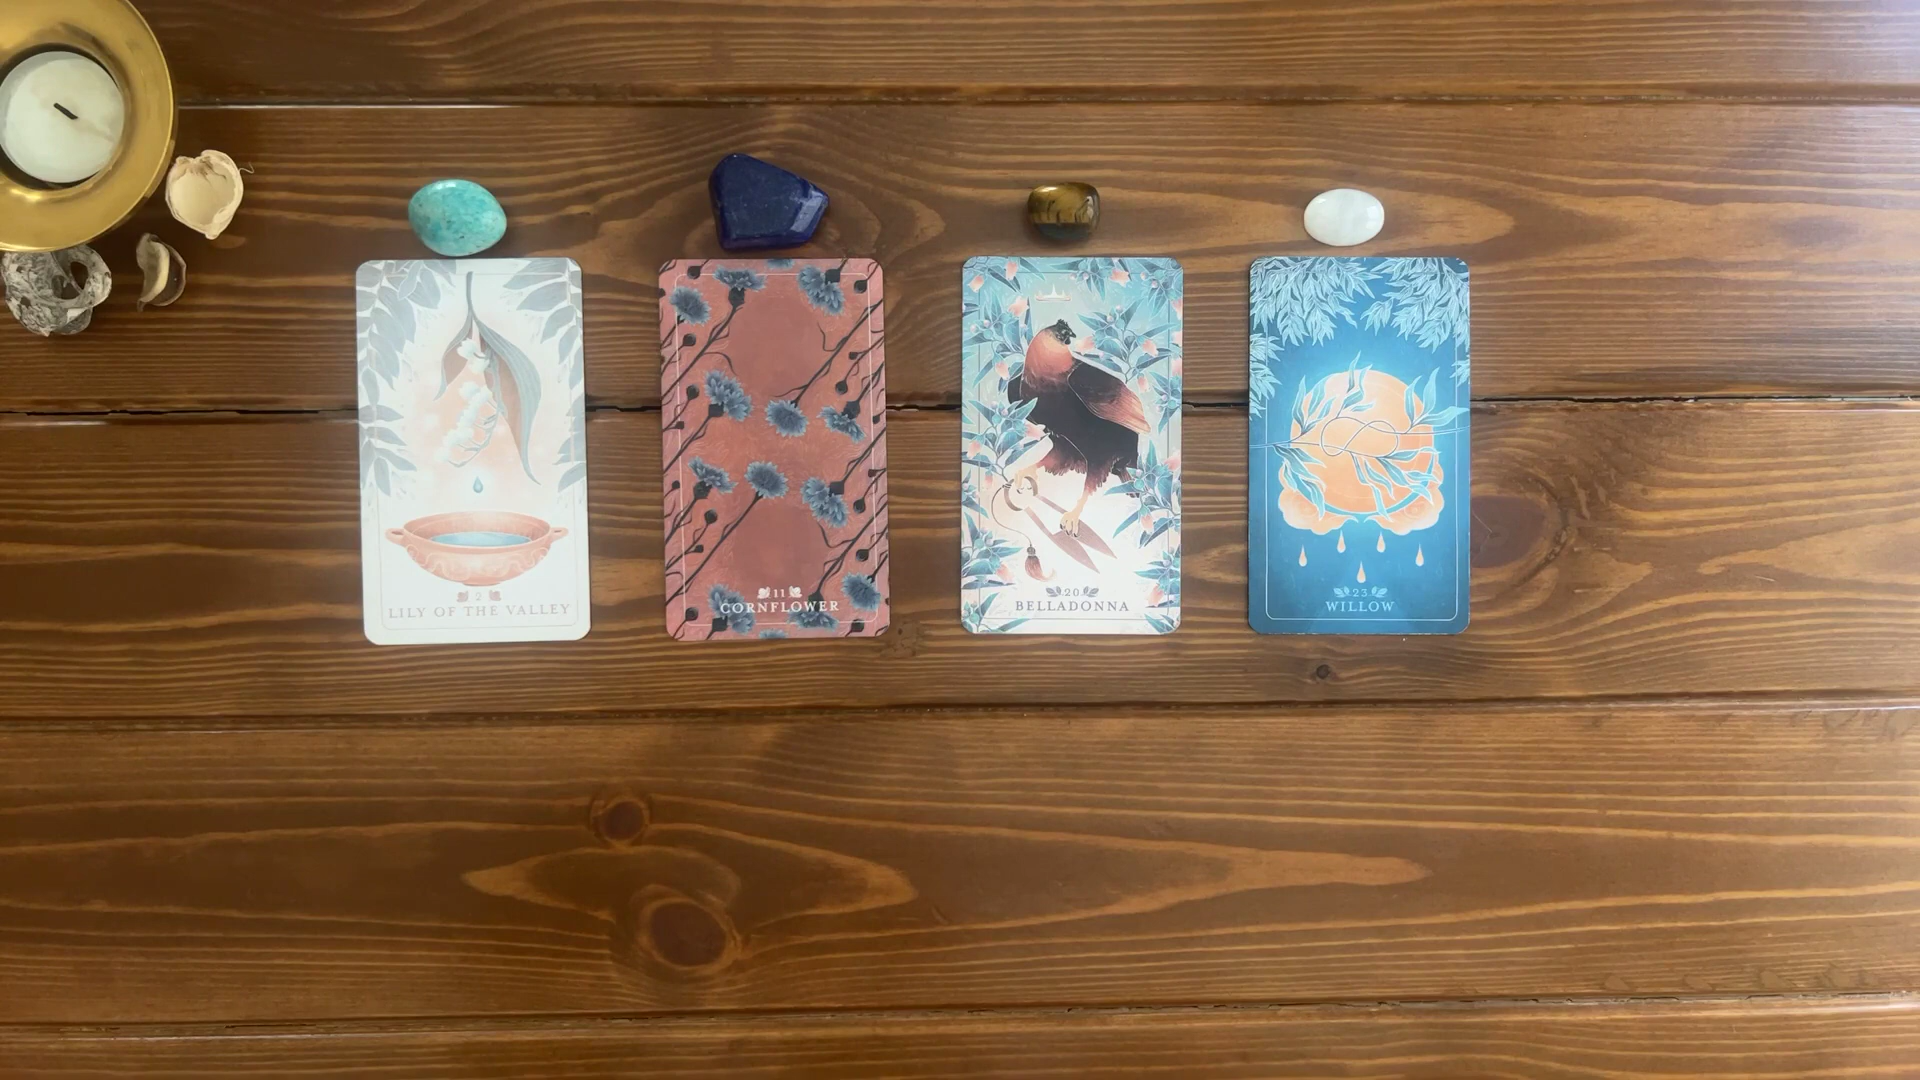 2
LILY OF THE VALLEY
11
CORNFLOWER
20
BELLADONNA
23
WILLOW